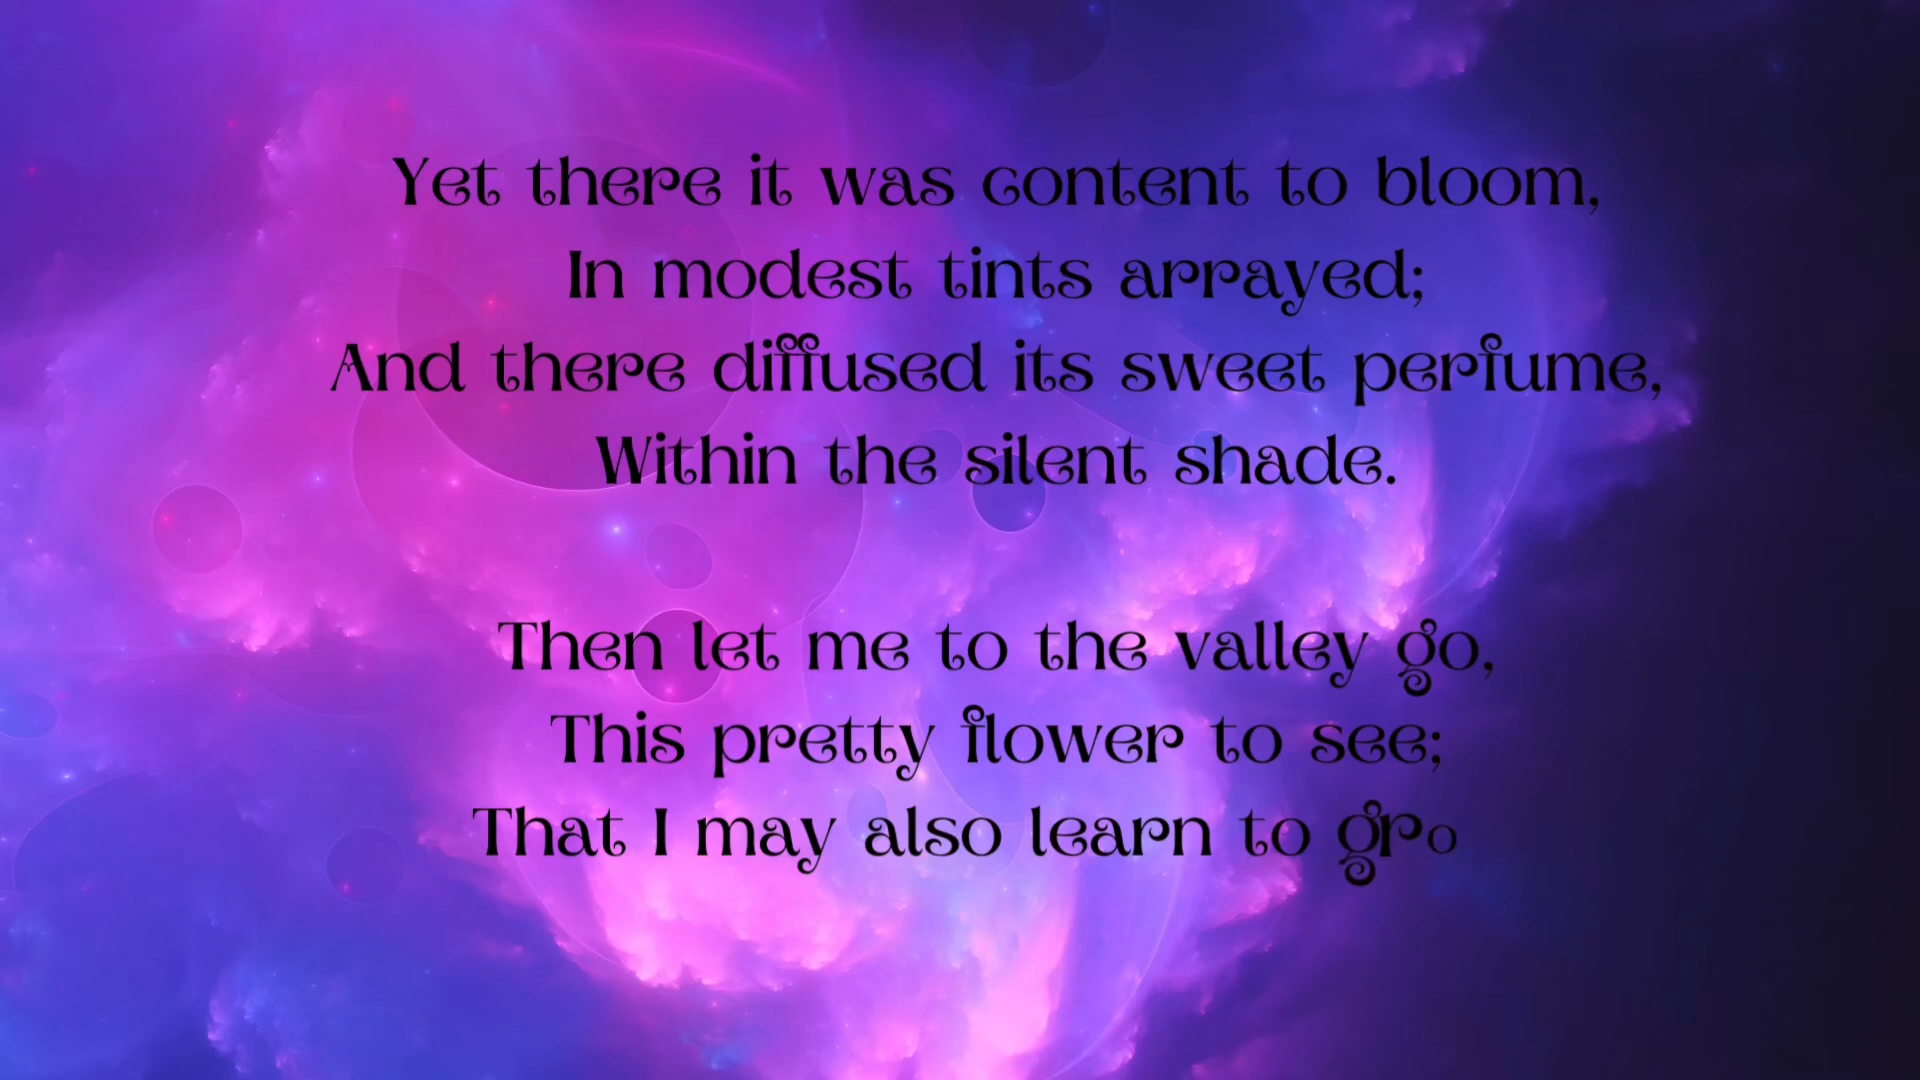 Yet there it was content to bloom,
In modest tints arrayed;
And there diffused its sweet perfume,
Within the silent shade.
Then let me to the valley go,
This pretty flower to see;
That I may also learn to gro